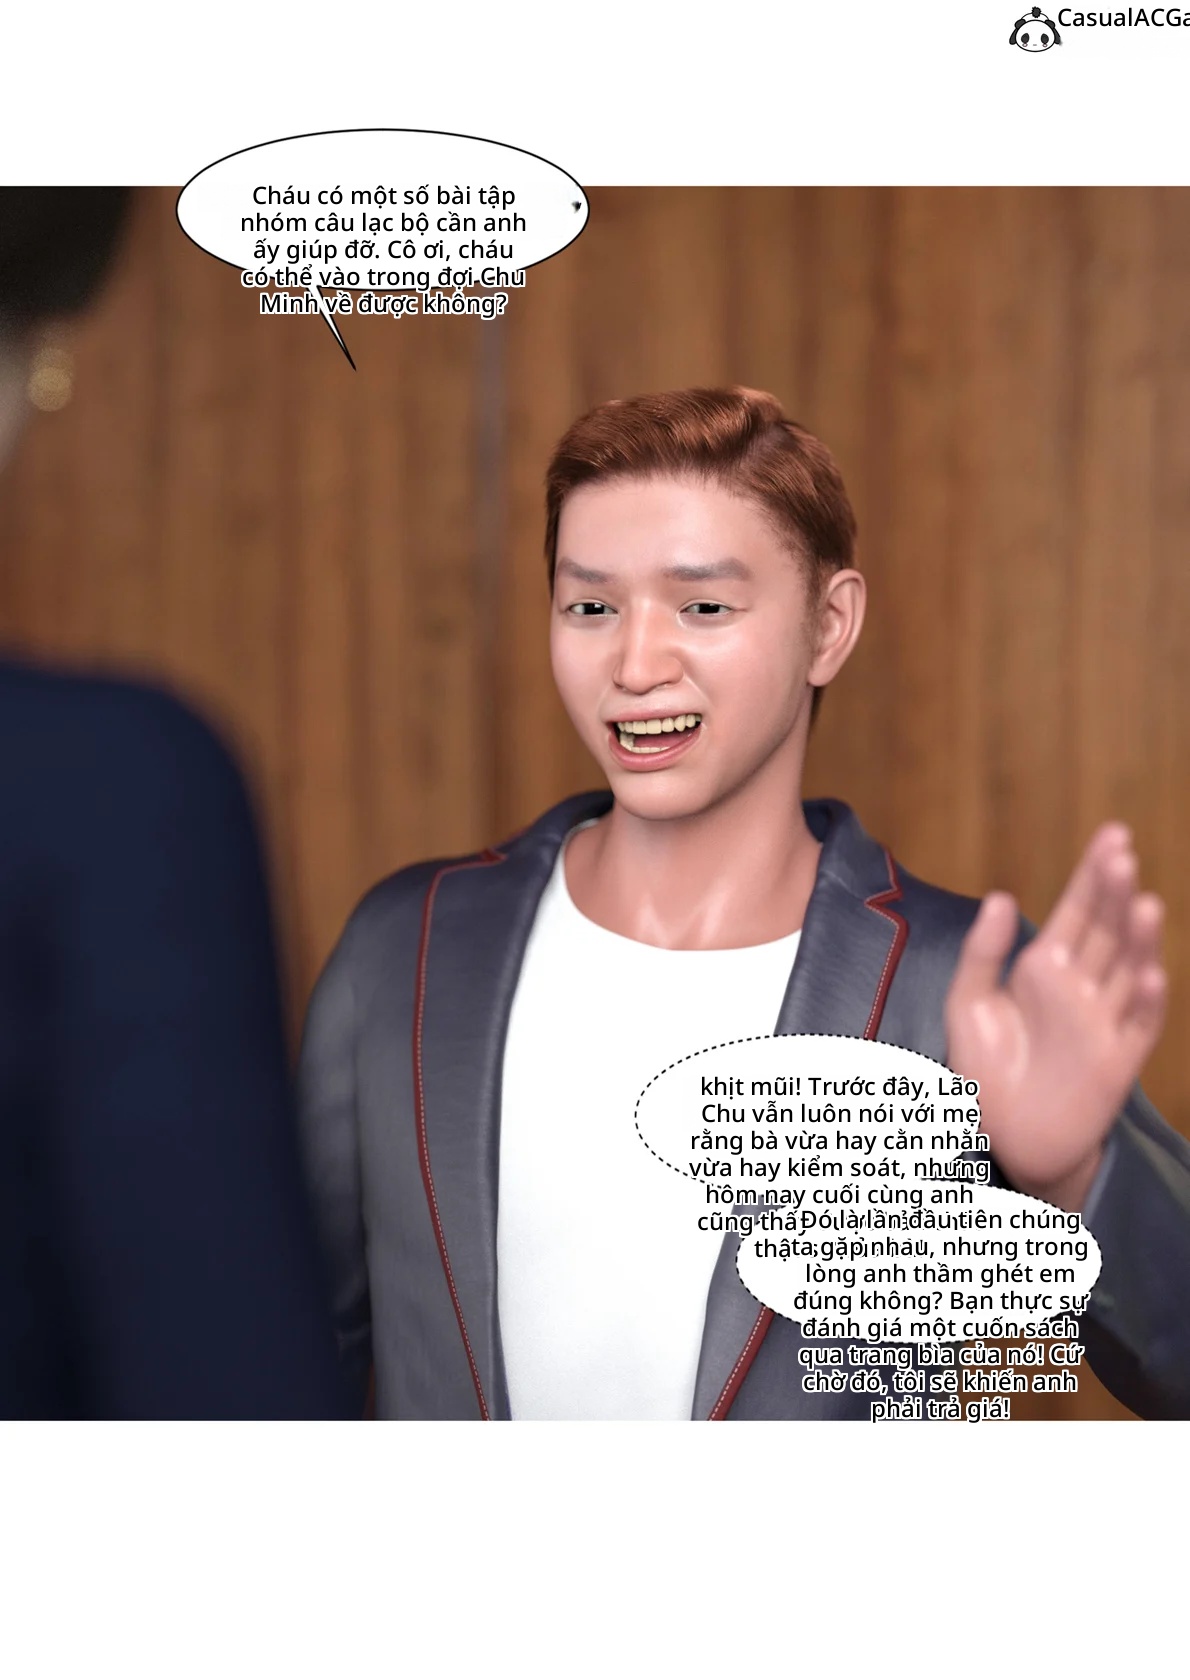 CasualACGa
Cháu có một số bài tập
nhóm câu lạc bộ cần anh
ấy giúp đỡ. Cô ơi, cháu
có thể vào trong đợi Chu
Minh về được không?
khịt mũi! Trước đây, Lão
Chu vẫn luôn nói với mẹ
rằng bà vừa hay cằn nhằn
vừa hay kiểm soát, nhưng
hôm nay cuối cùng anh
cũng
Đó là lần đầu tiên chúng
ta gặp nhau, nhưng trong
lòng anh thầm ghét em
đúng không? Bạn thực sự
đánh giá một cuốn sách
qua trang bìa của nó! Cứ
chờ đó, tôi sẽ khiến anh
phải trả giá!